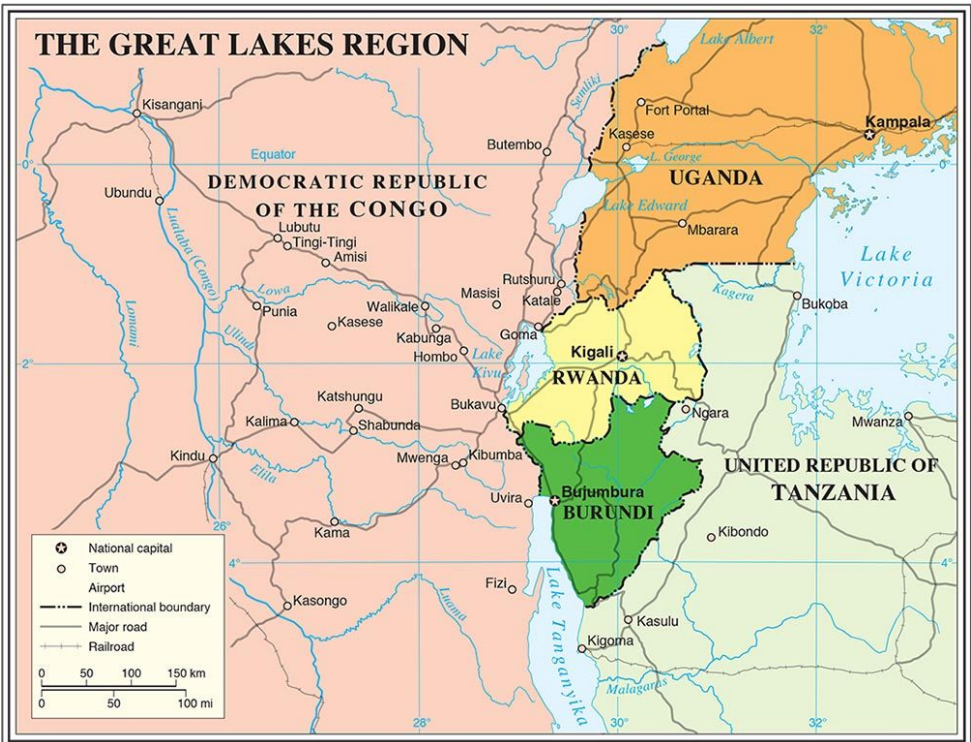 THE GREAT LAKES REGION
30°
32°
Lake Albert
Semliki
Kisangani
Fort Portal
Kampala
Butembo
Kasese
Equator
L. George
0°
0°
DEMOCRATIC REPUBLIC
OF THE CONGO
UGANDA
Ubundu
Lualaba (Congo)
Lake Edward
Lubutu
Tingi-Tingi
Amisi
Mbarara
Lake
Victoria
Rutshuru
Katale
Kagera
Bukoba
Lowa
Masisi
Walikale
Punia
Lomami
Kasese
Kabunga
Goma
Ulindi
Hombo
Lake
Kivu
Kigali
RWANDA
2°
Katshungu
Bukavu
Ngara
Kalima
Shabunda
Mwanza
Kindu
Elila
Mwenga
Kibumba
UNITED REPUBLIC OF
TANZANIA
Uvira
Bujumbura
BURUNDI
26°
Kama
Kibondo
National capital
Town
Airport
International boundary
Major road
Railroad
0 50 100 150 km
0 50 100 mi
4°
4°
Kasongo
Luama
Fizi
Lake Tanganyika
Kasulu
Kigoma
Malagaras
28°
30°
32°